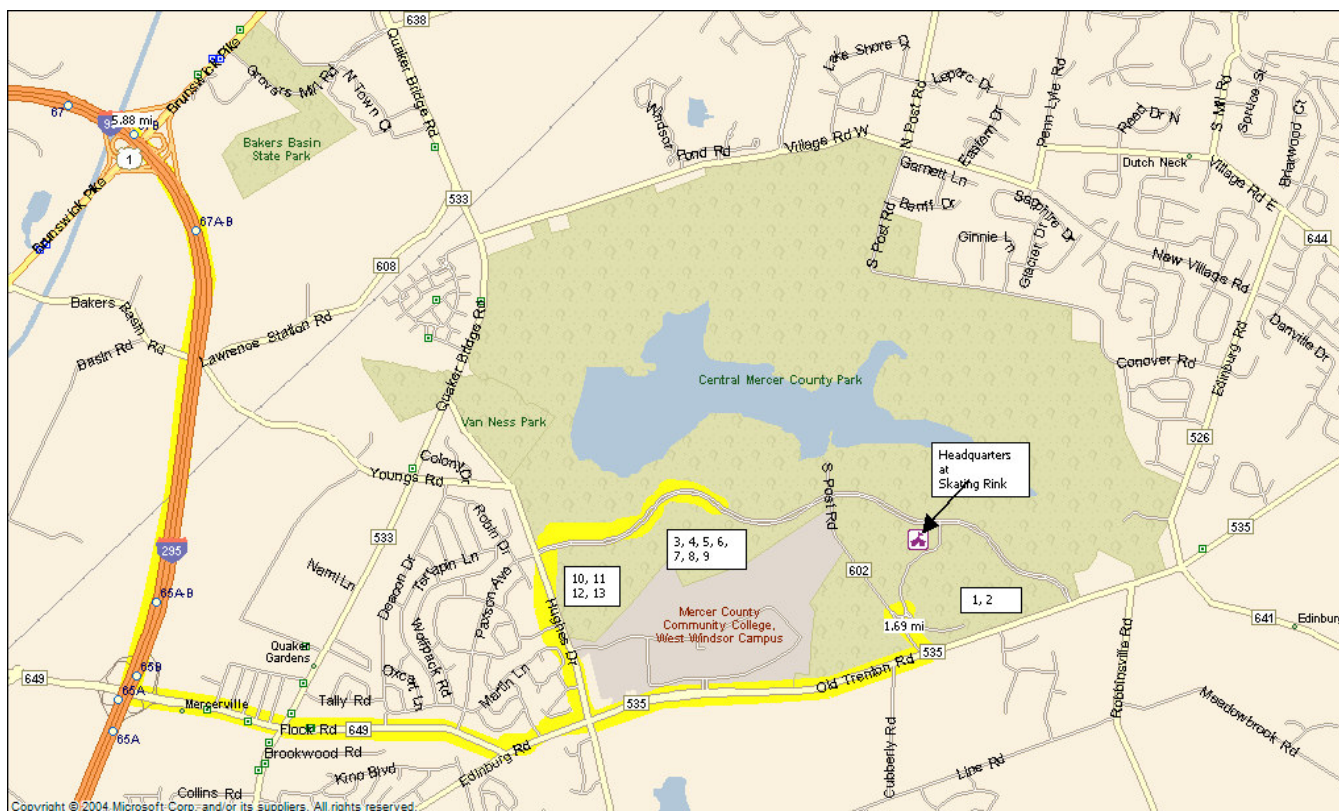 638
Quaker Bridge Rd
Brunswick Pike
Grovers Mill Rd
N Town Ct
Lake Shore D
Leparc Dr
Penn Lyle Rd
Reed Dr N
S Mill Rd
Spruce St
Briarwood Ct
67
5.88 mi
1
Bakers Basin
State Park
Windsor
Pond Rd
Village Rd W
N Post Rd
Eastern Dr
Dutch Neck
Village Rd E
Garnett Ln
Banff Dr
Sapphire Dr
533
67A-B
Brunswick Pike
S Post Rd
Ginnie L
Glacier Dr
644
New Village Rd
608
Bakers Basin Rd
Basin Rd
Lawrence Station Rd
Quaker Bridge Rd
Danville Dr
Conover Rd
Edinburg Rd
Central Mercer County Park
Van Ness Park
526
Headquarters
at
Skating Rink
Colony Dr
Youngs Rd
S Post Rd
Robin Dr
533
535
295
3, 4, 5, 6,
7, 8, 9
Nami Ln
Deacon Dr
Terrapin Ln
Paxson Ave
10, 11
12, 13
602
1, 2
65A-B
Mercer County
Community College,
West Windsor Campus
1.69 mi
641
Edinburg
Wolfpack Rd
Hughes Dr
Quaker
Gardens
535
65B
649
Oxcart Ln
Martin Ln
Old Trenton Rd
Robbinsville Rd
Meadowbrook Rd
65A
Mercerville
Tally Rd
535
65A
Flock Rd
649
Brookwood Rd
Edinburg Rd
Cubberly Rd
Line Rd
King Blvd
Collins Rd
Copyright © 2004 Microsoft Corp. and/or its suppliers. All rights reserved.